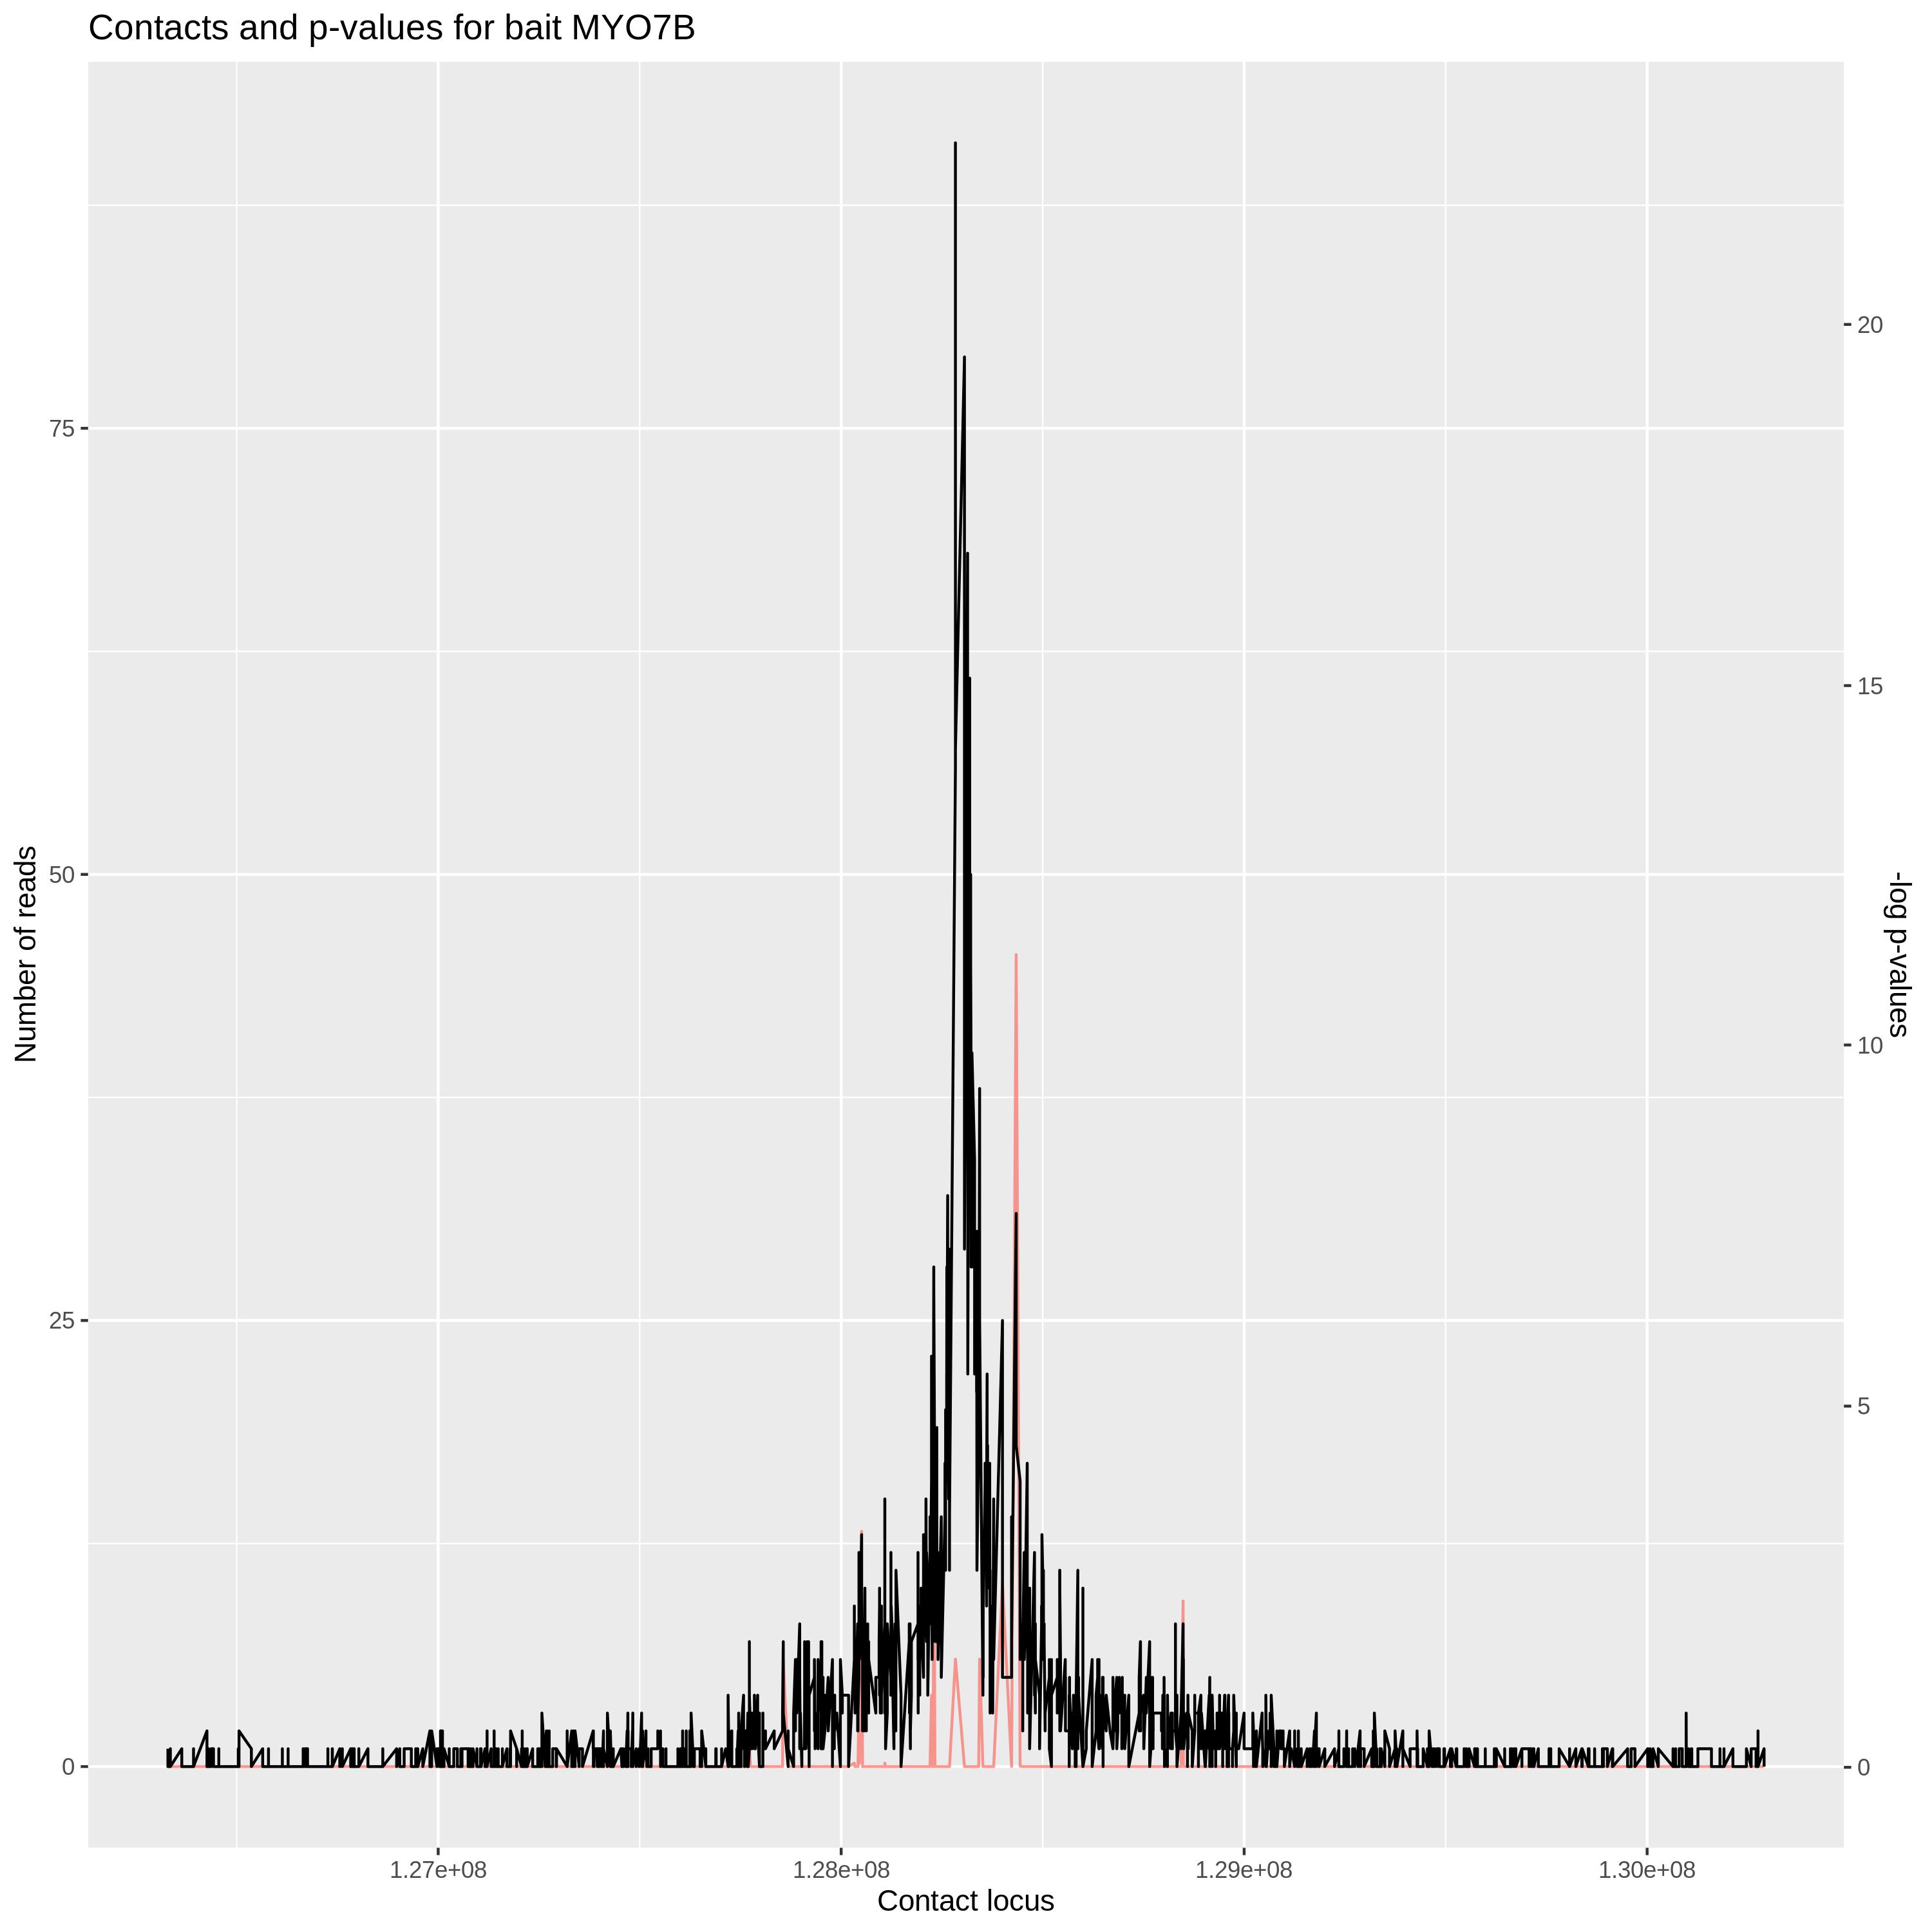 Contacts and p-values for bait MYO7B
Number of reads
75
50
25
0
20
15
10
5
0
-log p-values
1.27e+08
1.28e+08
1.29e+08
1.30e+08
Contact locus